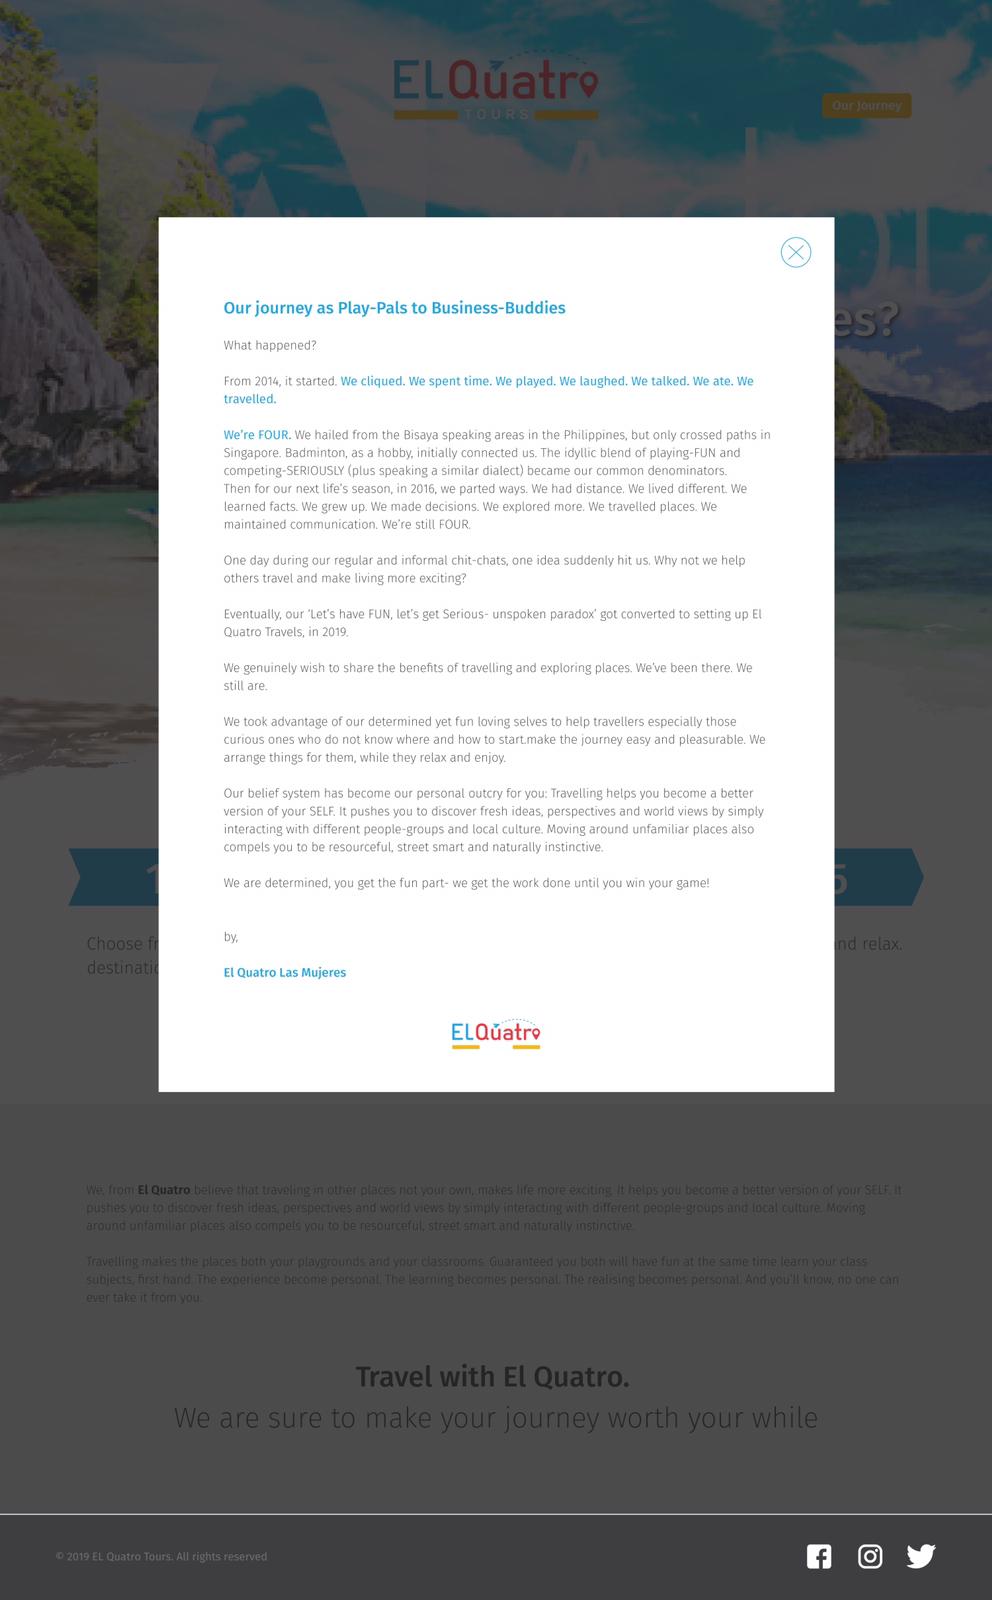 ELQuatro
TOURS
Our Journey
es?
Our journey as Play-Pals to Business-Buddies
What happened?
From 2014, it started. We cliqued. We spent time. We played. We laughed. We talked. We ate. We
travelled.
We're FOUR. We hailed from the Bisaya speaking areas in the Philippines, but only crossed paths in
Singapore. Badminton, as a hobby, initially connected us. The idyllic blend of playing-FUN and
competing-SERIOUSLY (plus speaking a similar dialect) became our common denominators.
Then for our next life's season, in 2016, we parted ways. We had distance. We lived different. We
learned facts. We grew up. We made decisions. We explored more. We travelled places. We
maintained communication. We're still FOUR.
One day during our regular and informal chit-chats, one idea suddenly hit us. Why not we help
others travel and make living more exciting?
Eventually, our ‘Let's have FUN, let's get Serious- unspoken paradox’ got converted to setting up El
Quatro Travels, in 2019.
We genuinely wish to share the benefits of travelling and exploring places. We've been there. We
still are.
We took advantage of our determined yet fun loving selves to help travellers especially those
curious ones who do not know where and how to start.make the journey easy and pleasurable. We
arrange things for them, while they relax and enjoy.
Our belief system has become our personal outcry for you: Travelling helps you become a better
version of your SELF. It pushes you to discover fresh ideas, perspectives and world views by simply
interacting with different people-groups and local culture. Moving around unfamiliar places also
compels you to be resourceful, street smart and naturally instinctive.
We are determined, you get the fun part- we get the work done until you win your game!
by,
El Quatro Las Mujeres
ELQuatro
1 5
Choose fr nd relax.
destinatio
We, from El Quatro believe that traveling in other places not your own, makes life more exciting. It helps you become a better version of your SELF. It
pushes you to discover fresh ideas, perspectives and world views by simply interacting with different people-groups and local culture. Moving
around unfamiliar places also compels you to be resourceful, street smart and naturally instinctive.
Travelling makes the places both your playgrounds and your classrooms. Guaranteed you both will have fun at the same time learn your class
subjects, first hand. The experience become personal. The learning becomes personal. The realising becomes personal. And you'll know, no one can
ever take it from you.
Travel with El Quatro.
We are sure to make your journey worth your while
© 2019 EL Quatro Tours. All rights reserved